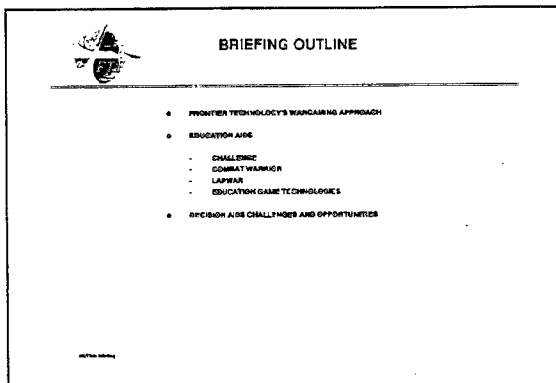 BRIEFING OUTLINE
• FRONTIER TECHNOLOGY'S WARGAMING APPROACH
• EDUCATION AIDS
- CHALLENGE
- COMBAT WARRIOR
- LAPWAR
- EDUCATION GAME TECHNOLOGIES
• DECISION AIDS CHALLENGES AND OPPORTUNITIES